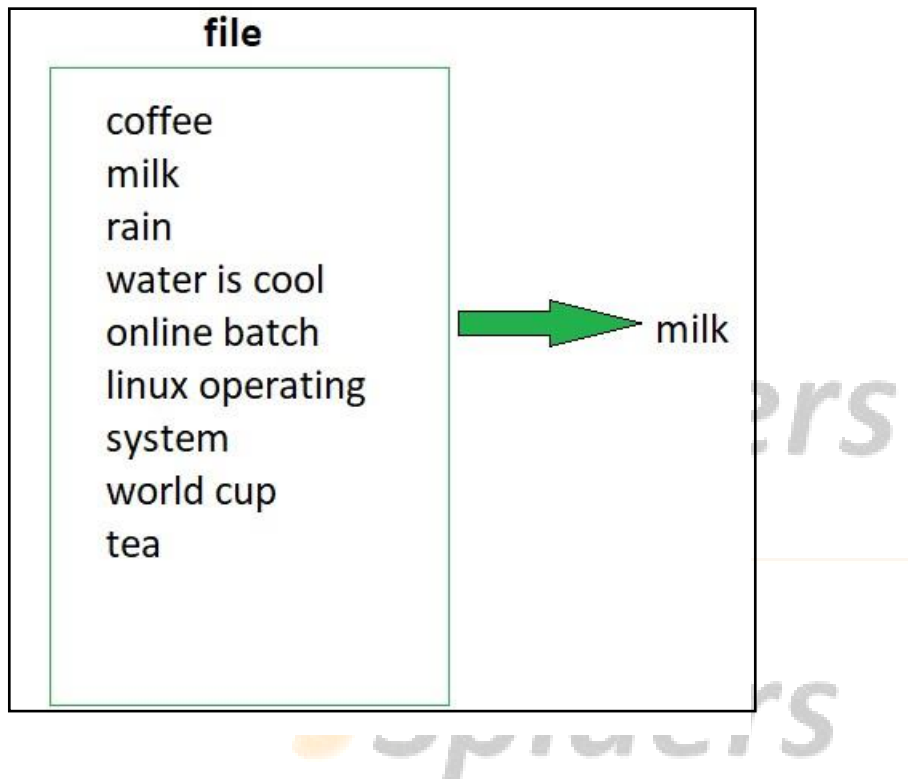 file
coffee
milk
rain
water is cool
online batch
linux operating
system
world cup
tea
milk